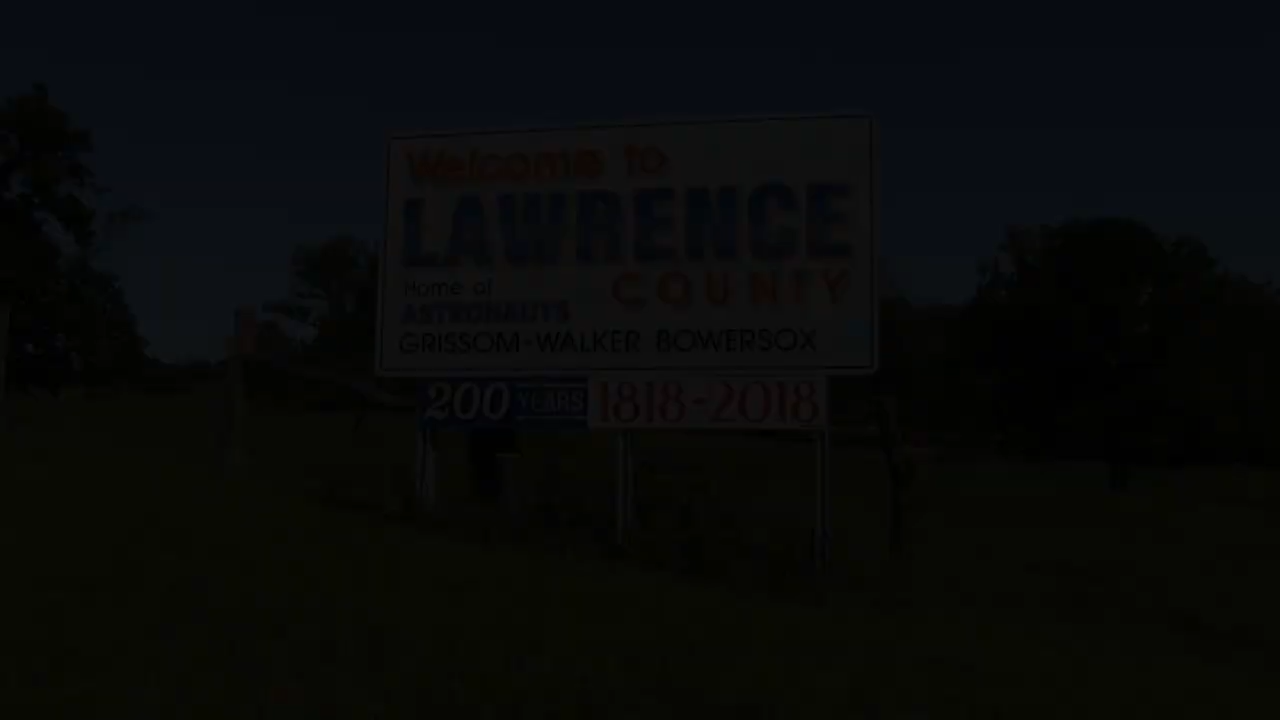 Welcome to
LAWRENCE
COUNTY
Home of
ASTRONAUTS
GRISSOM-WALKER BOWERSOX
200 YEARS 1818-2018